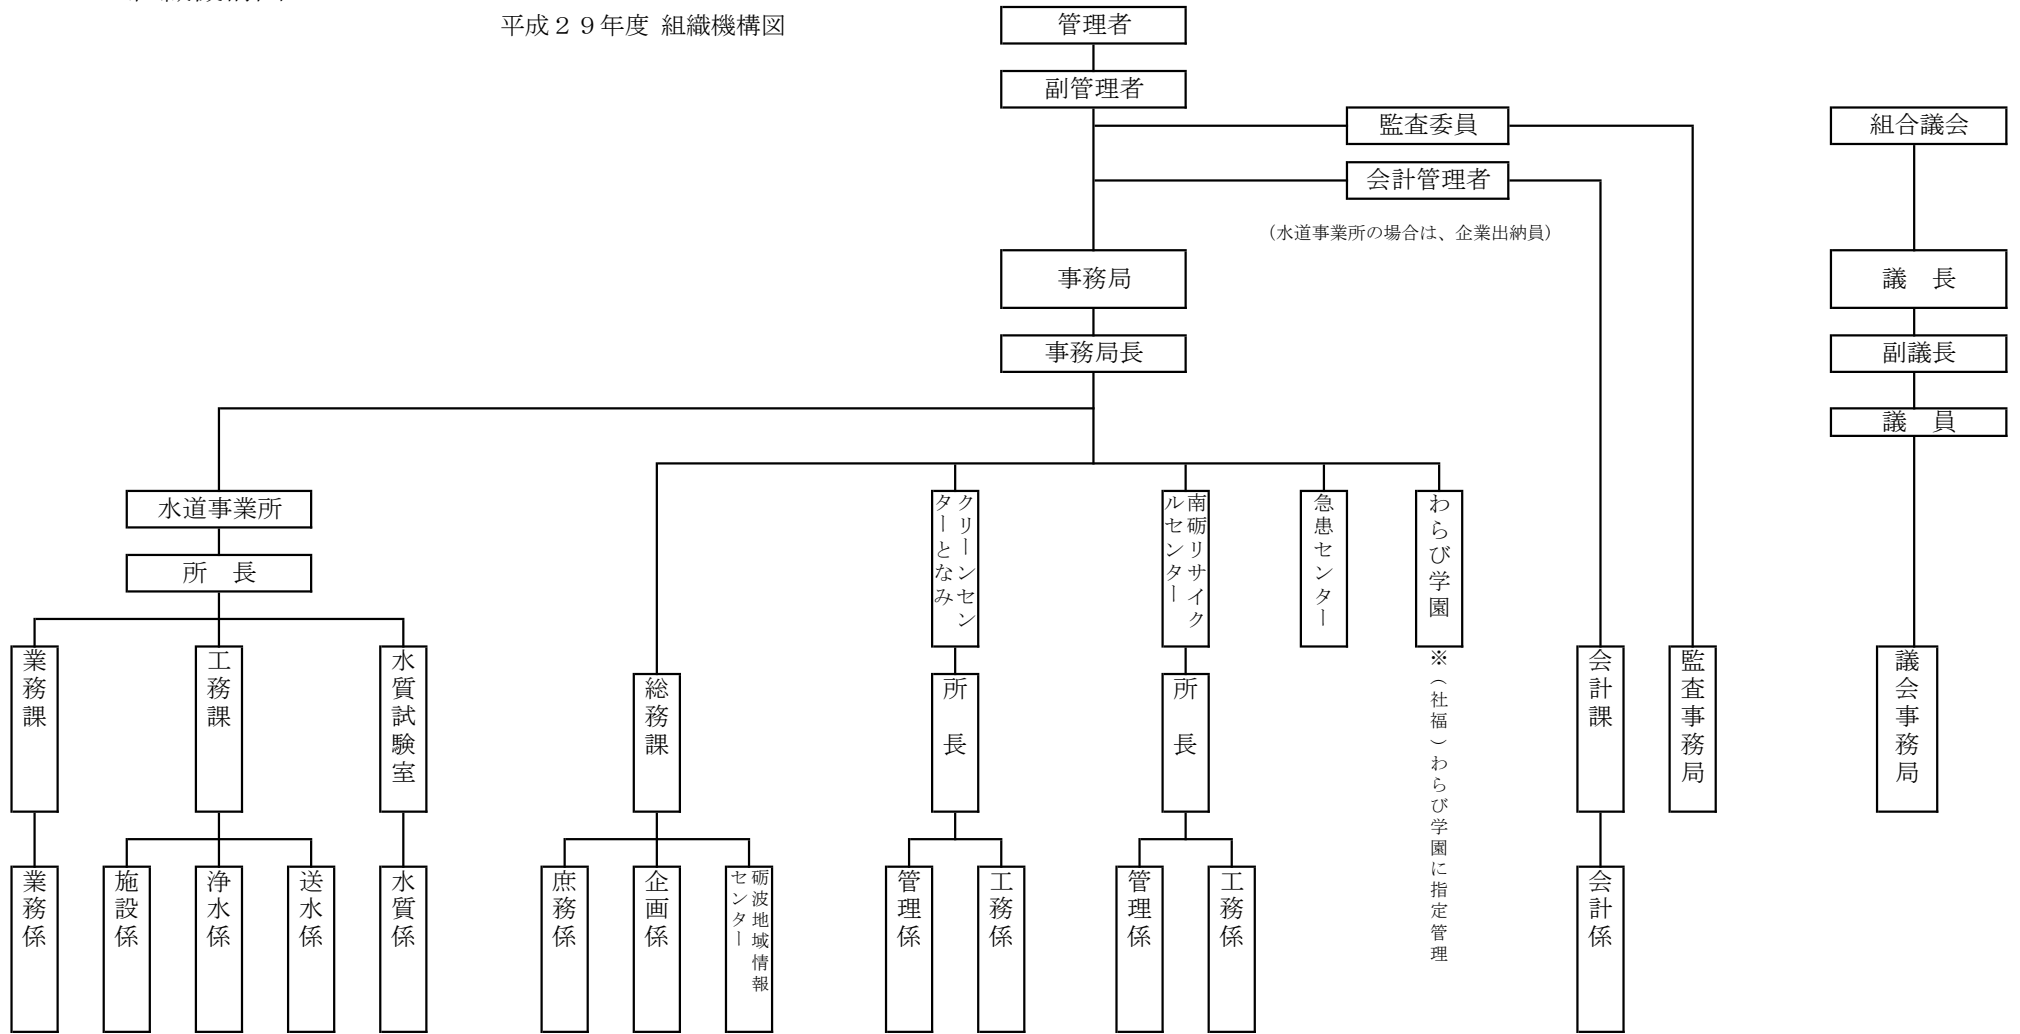 平成２９年度 組織機構図
管理者
副管理者
監査委員
組合議会
会計管理者
（水道事業所の場合は、企業出納員）
事務局
議　長
事務局長
副議長
議　員
水道事業所
所　長
クリーンセン
ターとなみ
南砺リサイク
ルセンター
急患センター
わらび学園
※（社福）わらび学園に指定管理
業務課
工務課
水質試験室
総務課
所　長
所　長
会計課
監査事務局
議会事務局
業務係
施設係
浄水係
送水係
水質係
庶務係
企画係
砺波地域情報
センター
管理係
工務係
管理係
工務係
会計係